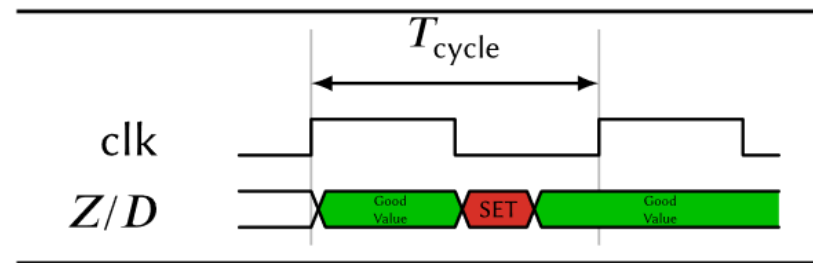 T_cycle
clk
Z/D
Good
Value
SET
Good
Value